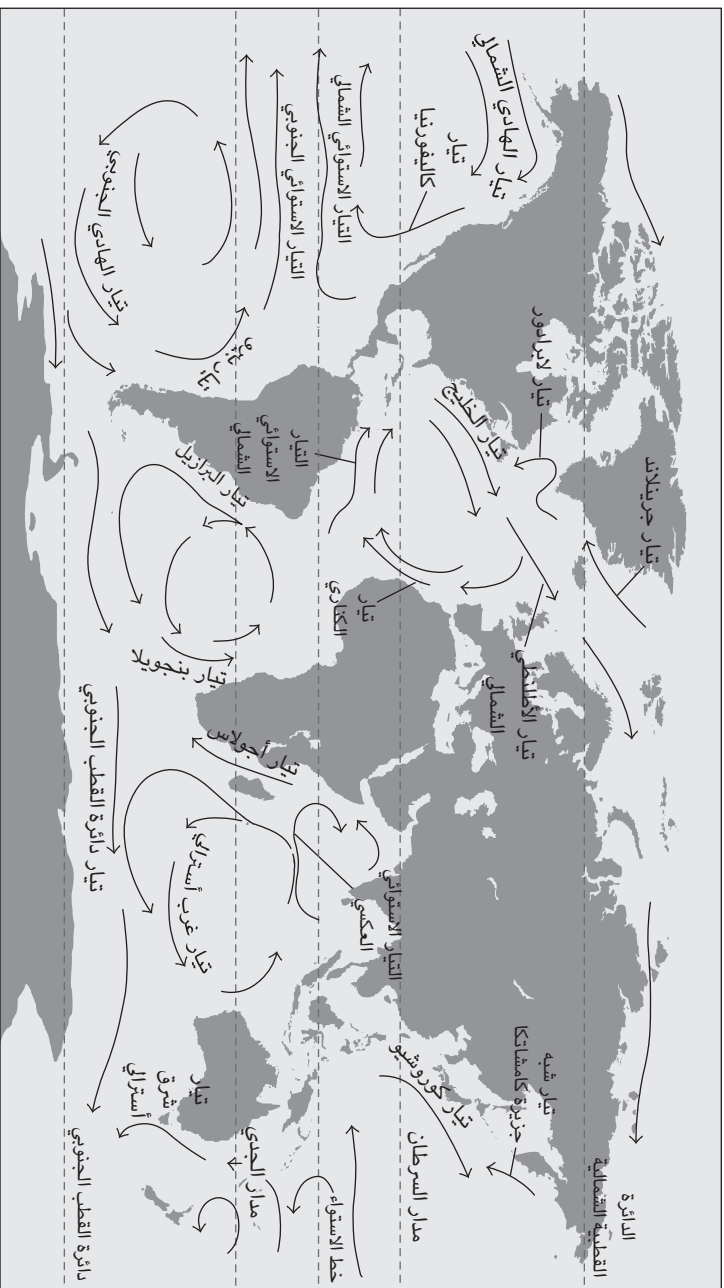 تيار الهادي الشمالي
تيار
كاليفورنيا
التيار الاستوائي الشمالي
التيار الاستوائي الجنوبي
تيار الهادي الجنوبي
تيار لابرادور
تيار جرينلاند
تيار الخليج
التيار
الاستوائي
الشمالي
تيار البرازيل
تيار
الكناري
تيار الأطلنطي
الشمالي
تيار بنجويلا
تيار أجولاس
تيار دائرة القطب الجنوبي
تيار غرب أسترالي
التيار الاستوائي
العكسي
تيار شبه
جزيرة كامشاتكا
تيار كوروشيو
تيار
شرق
أسترالي
الدائرة
القطبية الشمالية
مدار السرطان
خط الاستواء
مدار الجدي
دائرة القطب الجنوبي